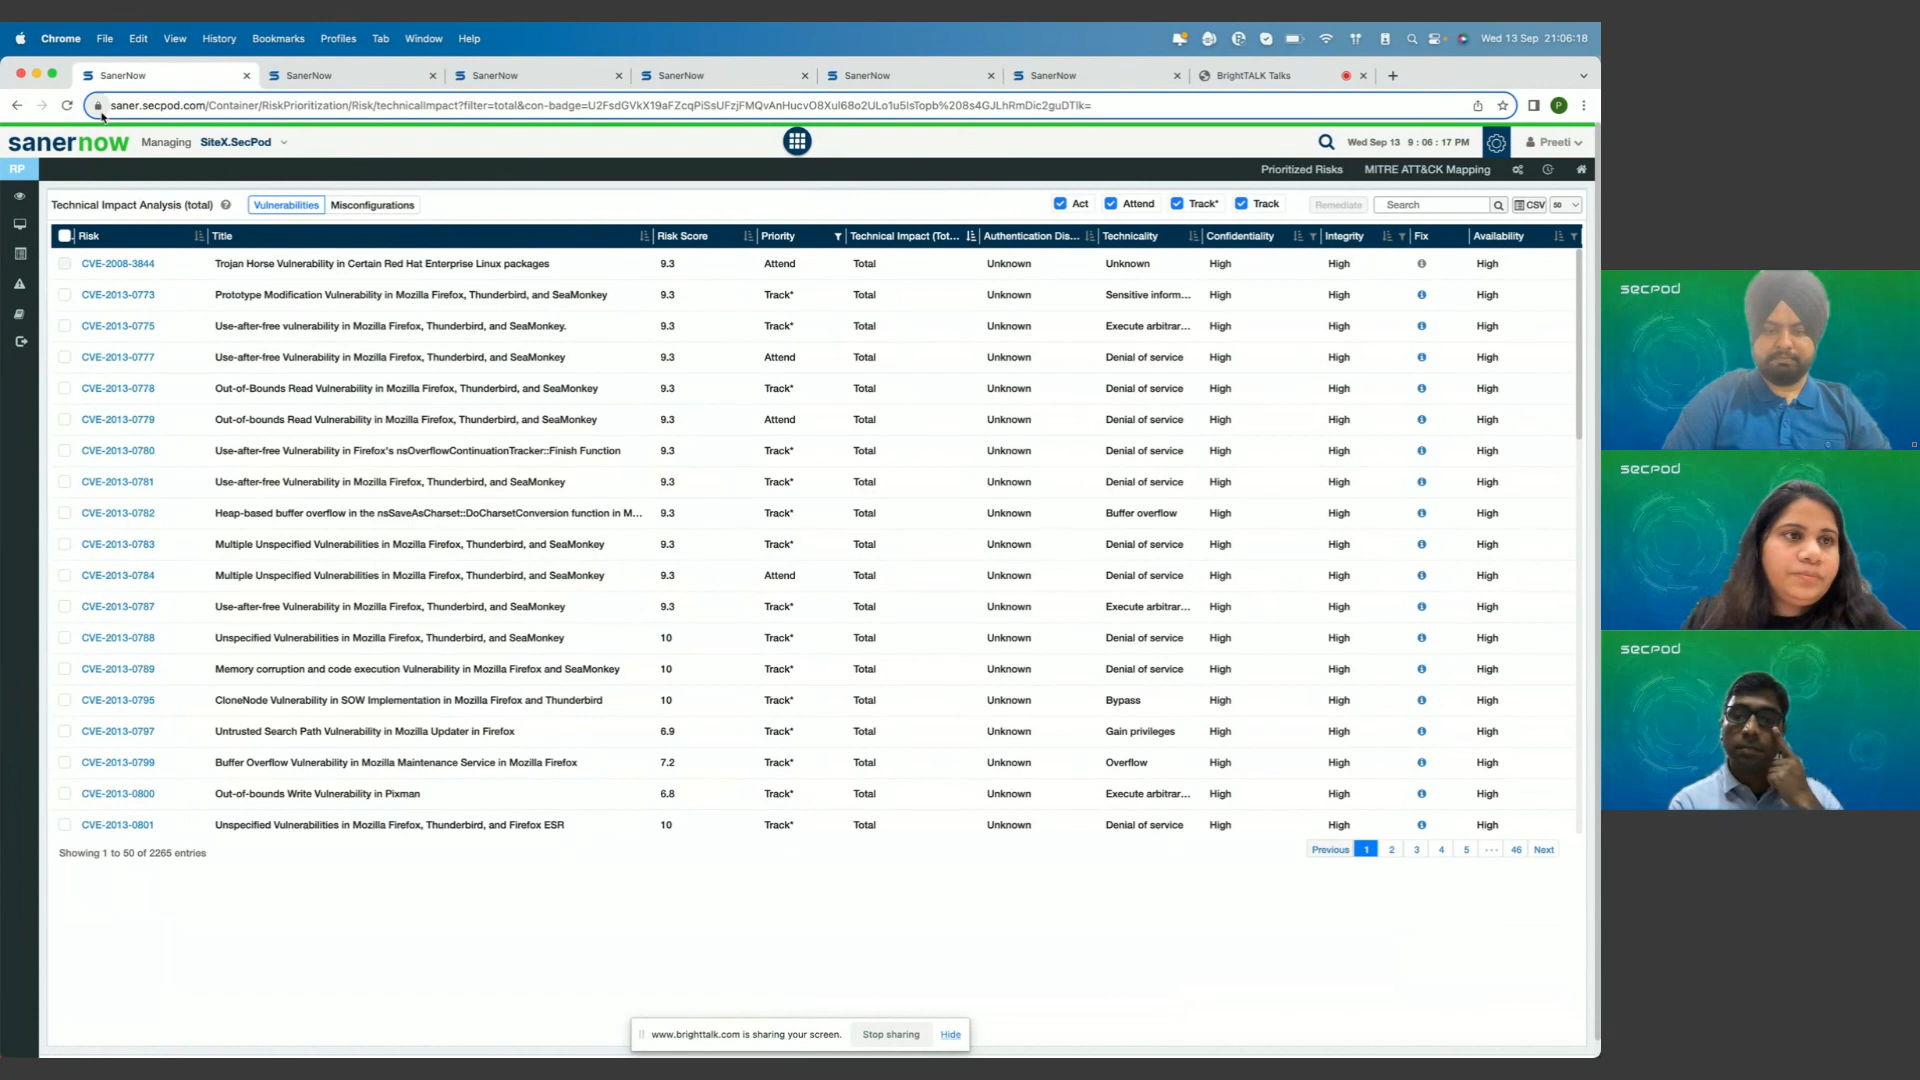 Chrome File Edit View History Bookmarks Profiles Tab Window Help Wed 13 Sep 21:06:18
SanerNow SanerNow SanerNow SanerNow SanerNow SanerNow BrightTALK Talks
saner.secpod.com/Container/RiskPrioritization/Risk/technicalImpact?filter=total&con-badge=
sanernow Managing SiteX.SecPod Wed Sep 13 9 : 06 : 17 PM Preeti
RP Prioritized Risks MITRE ATT&CK Mapping
Technical Impact Analysis (total) Vulnerabilities Misconfigurations Act Attend Track* Track Remediate Search CSV 50
Risk Title Risk Score Priority Technical Impact (Tot... Authentication Dis... Technicality Confidentiality Integrity Fix Availability
CVE-2008-3844 Trojan Horse Vulnerability in Certain Red Hat Enterprise Linux packages 9.3 Attend Total Unknown Unknown High High High
CVE-2013-0773 Prototype Modification Vulnerability in Mozilla Firefox, Thunderbird, and SeaMonkey 9.3 Track* Total Unknown Sensitive inform... High High High
CVE-2013-0775 Use-after-free vulnerability in Mozilla Firefox, Thunderbird, and SeaMonkey. 9.3 Track* Total Unknown Execute arbitrar... High High High
CVE-2013-0777 Use-after-free Vulnerability in Mozilla Firefox, Thunderbird, and SeaMonkey 9.3 Attend Total Unknown Denial of service High High High
CVE-2013-0778 Out-of-Bounds Read Vulnerability in Mozilla Firefox, Thunderbird, and SeaMonkey 9.3 Track* Total Unknown Denial of service High High High
CVE-2013-0779 Out-of-bounds Read Vulnerability in Mozilla Firefox, Thunderbird, and SeaMonkey 9.3 Attend Total Unknown Denial of service High High High
CVE-2013-0780 Use-after-free Vulnerability in Firefox's nsOverflowContinuationTracker::Finish Function 9.3 Track* Total Unknown Denial of service High High High
CVE-2013-0781 Use-after-free Vulnerability in Mozilla Firefox, Thunderbird, and SeaMonkey 9.3 Track* Total Unknown Denial of service High High High
CVE-2013-0782 Heap-based buffer overflow in the nsSaveAsCharset::DoCharsetConversion function in M... 9.3 Track* Total Unknown Buffer overflow High High High
CVE-2013-0783 Multiple Unspecified Vulnerabilities in Mozilla Firefox, Thunderbird, and SeaMonkey 9.3 Track* Total Unknown Denial of service High High High
CVE-2013-0784 Multiple Unspecified Vulnerabilities in Mozilla Firefox, Thunderbird, and SeaMonkey 9.3 Attend Total Unknown Denial of service High High High
CVE-2013-0787 Use-after-free Vulnerability in Mozilla Firefox, Thunderbird, and SeaMonkey 9.3 Track* Total Unknown Execute arbitrar... High High High
CVE-2013-0788 Unspecified Vulnerabilities in Mozilla Firefox, Thunderbird, and SeaMonkey 10 Track* Total Unknown Denial of service High High High
CVE-2013-0789 Memory corruption and code execution Vulnerability in Mozilla Firefox and SeaMonkey 10 Track* Total Unknown Denial of service High High High
CVE-2013-0795 CloneNode Vulnerability in SOW Implementation in Mozilla Firefox and Thunderbird 10 Track* Total Unknown Bypass High High High
CVE-2013-0797 Untrusted Search Path Vulnerability in Mozilla Updater in Firefox 6.9 Track* Total Unknown Gain privileges High High High
CVE-2013-0799 Buffer Overflow Vulnerability in Mozilla Maintenance Service in Mozilla Firefox 7.2 Track* Total Unknown Overflow High High High
CVE-2013-0800 Out-of-bounds Write Vulnerability in Pixman 6.8 Track* Total Unknown Execute arbitrar... High High High
CVE-2013-0801 Unspecified Vulnerabilities in Mozilla Firefox, Thunderbird, and Firefox ESR 10 Track* Total Unknown Denial of service High High High
Showing 1 to 50 of 2265 entries Previous 1 2 3 4 5 ... 46 Next
www.brighttalk.com is sharing your screen. Stop sharing Hide
secpod
secpod
secpod